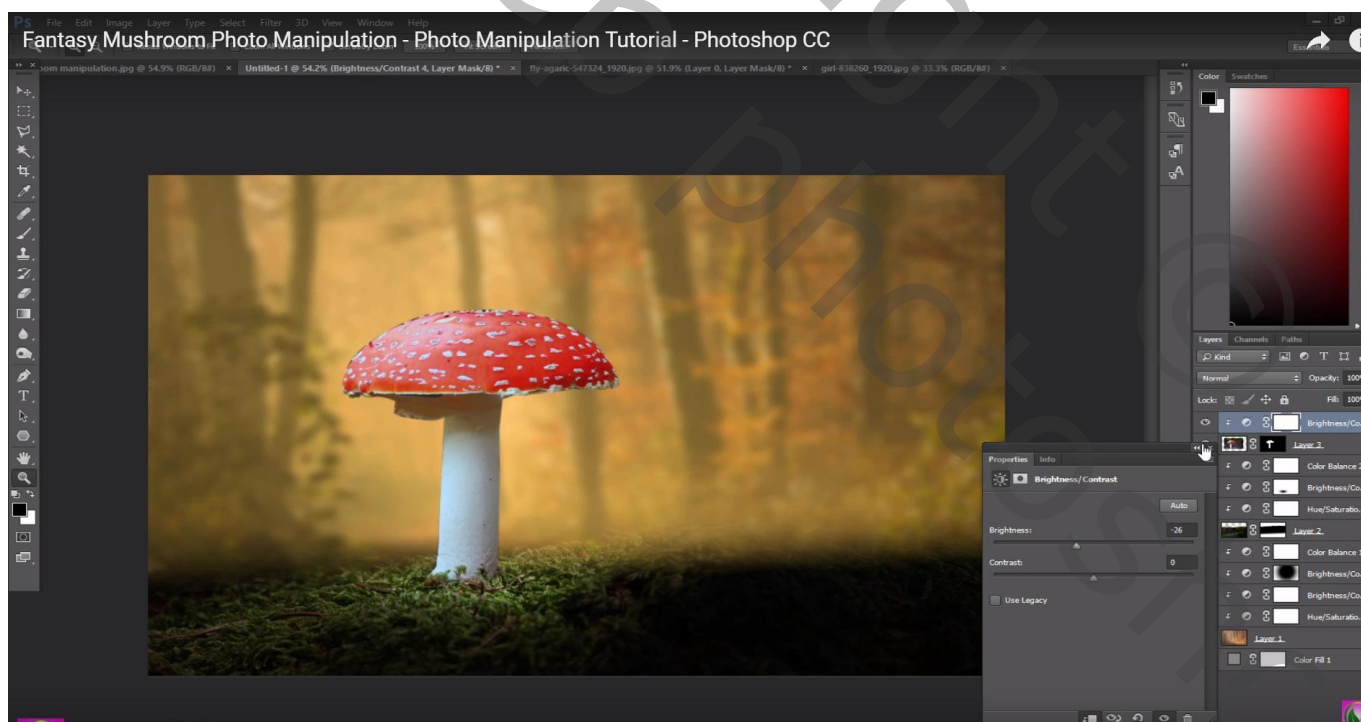 PS File Edit Image Layer Type Select Filter 3D View Window Help
Fantasy Mushroom Photo Manipulation - Photo Manipulation Tutorial - Photoshop CC
om manipulation.jpg @ 54.9% (RGB/8#) × Untitled-1 @ 54.2% (Brightness/Contrast 4, Layer Mask/8) * × fly-agaric-547324_1920.jpg @ 51.9% (Layer 0, Layer Mask/8) * × girl-838260_1920.jpg @ 33.3% (RGB/8#) ×
Color Swatches
Layers Channels Paths
Kind
Normal Opacity: 100%
Lock: Fill: 100%
Brightness/Co...
Layer 3
Color Balance 2
Brightness/Co...
Hue/Saturatio...
Layer 2
Color Balance 1
Brightness/Co...
Brightness/Co...
Hue/Saturatio...
Layer 1
Color Fill 1
Properties Info
Brightness/Contrast
Auto
Brightness: -26
Contrast: 0
Use Legacy
right ©
photoshop